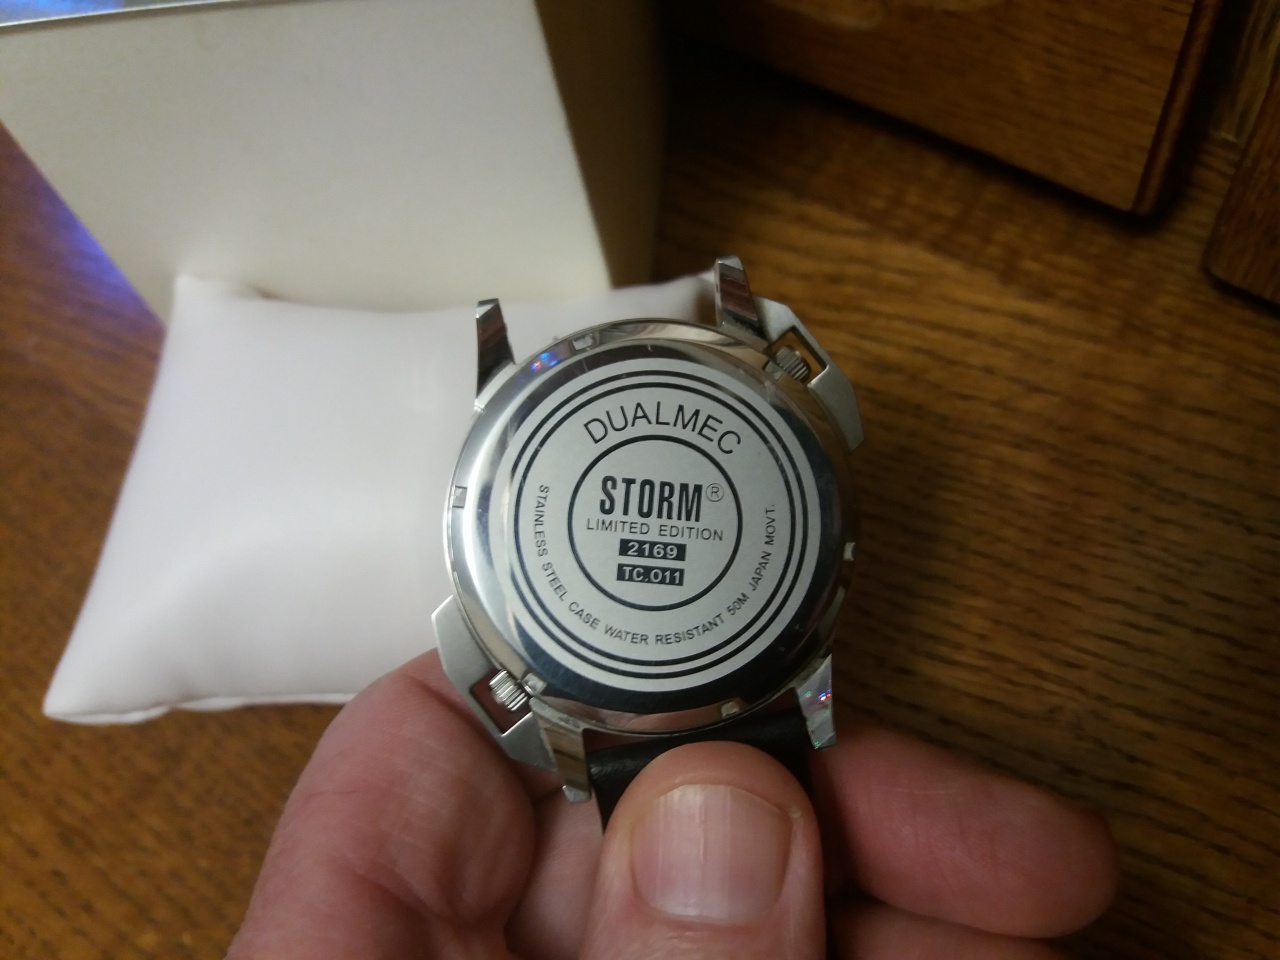 DUALMEC
STORM®
LIMITED EDITION
2169
TC.011
STAINLESS STEEL CASE WATER RESISTANT 50M JAPAN MOVT.